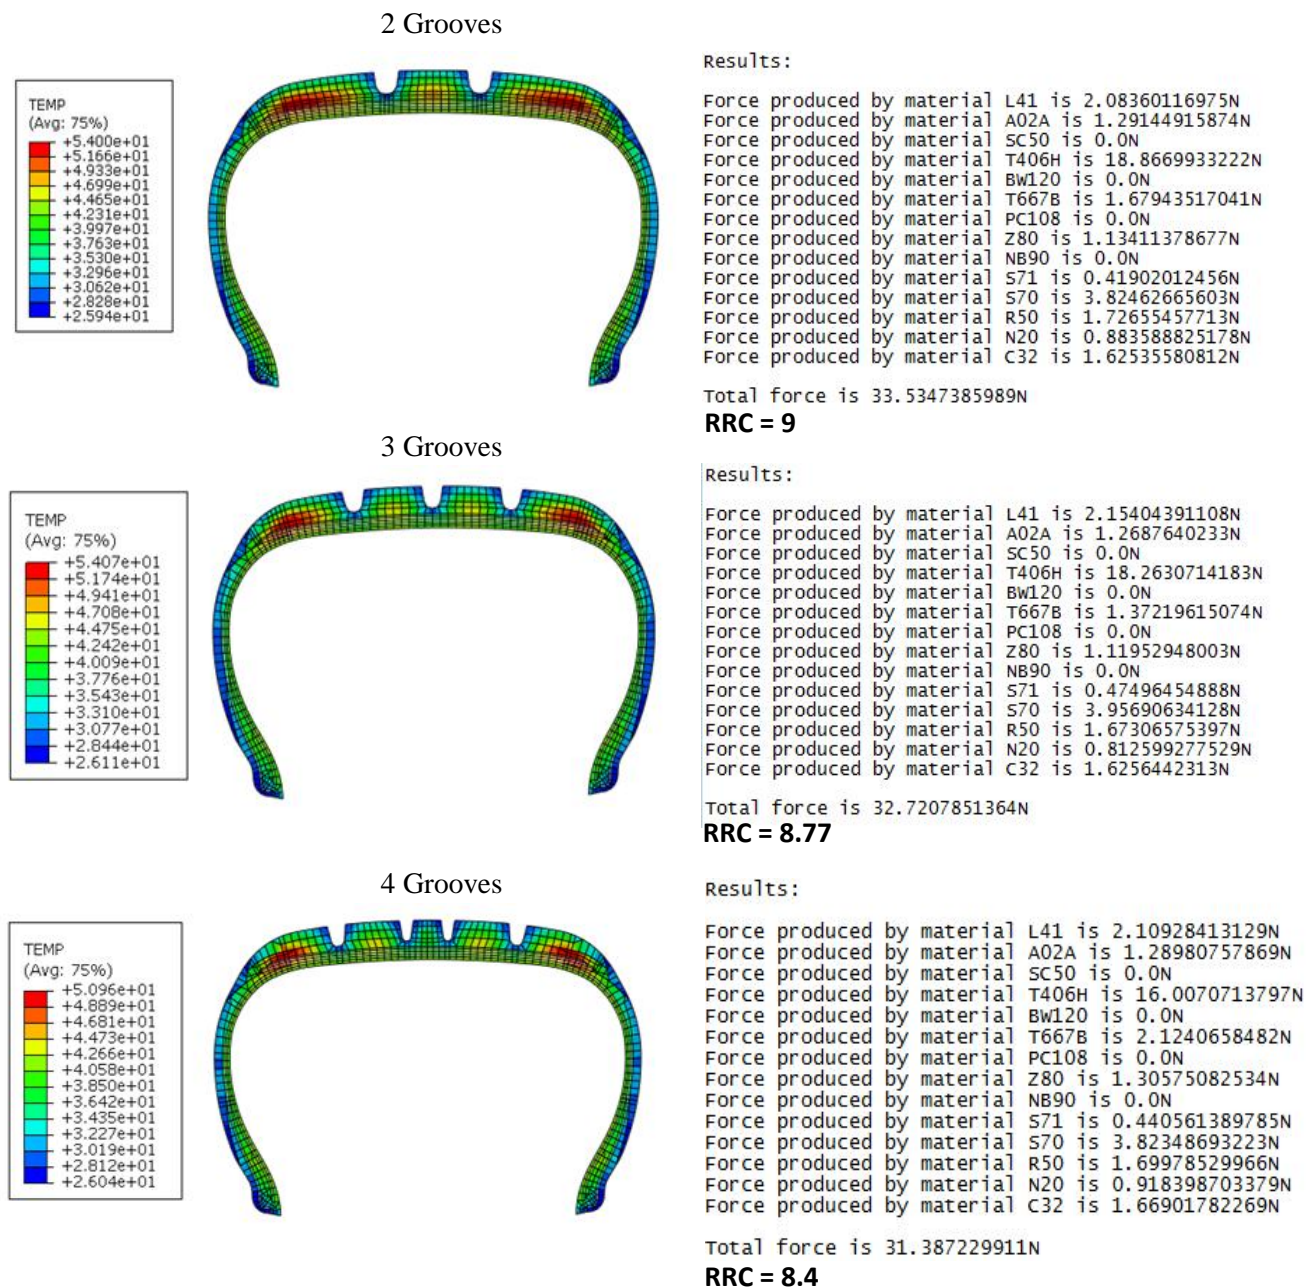 2 Grooves
TEMP
(Avg: 75%)
+5.400e+01
+5.166e+01
+4.933e+01
+4.699e+01
+4.465e+01
+4.231e+01
+3.997e+01
+3.763e+01
+3.530e+01
+3.296e+01
+3.062e+01
+2.828e+01
+2.594e+01
Results:
Force produced by material L41 is 2.08360116975N
Force produced by material A02A is 1.29144915874N
Force produced by material SC50 is 0.0N
Force produced by material T406H is 18.8669933222N
Force produced by material BW120 is 0.0N
Force produced by material T667B is 1.67943517041N
Force produced by material PC108 is 0.0N
Force produced by material Z80 is 1.13411378677N
Force produced by material NB90 is 0.0N
Force produced by material S71 is 0.41902012456N
Force produced by material S70 is 3.82462665603N
Force produced by material R50 is 1.72655457713N
Force produced by material N20 is 0.883588825178N
Force produced by material C32 is 1.62535580812N
Total force is 33.5347385989N
RRC = 9
3 Grooves
TEMP
(Avg: 75%)
+5.407e+01
+5.174e+01
+4.941e+01
+4.708e+01
+4.475e+01
+4.242e+01
+4.009e+01
+3.776e+01
+3.543e+01
+3.310e+01
+3.077e+01
+2.844e+01
+2.611e+01
Results:
Force produced by material L41 is 2.15404391108N
Force produced by material A02A is 1.2687640233N
Force produced by material SC50 is 0.0N
Force produced by material T406H is 18.2630714183N
Force produced by material BW120 is 0.0N
Force produced by material T667B is 1.37219615074N
Force produced by material PC108 is 0.0N
Force produced by material Z80 is 1.11952948003N
Force produced by material NB90 is 0.0N
Force produced by material S71 is 0.47496454888N
Force produced by material S70 is 3.95690634128N
Force produced by material R50 is 1.67306575397N
Force produced by material N20 is 0.812599277529N
Force produced by material C32 is 1.6256442313N
Total force is 32.7207851364N
RRC = 8.77
4 Grooves
TEMP
(Avg: 75%)
+5.096e+01
+4.889e+01
+4.681e+01
+4.473e+01
+4.266e+01
+4.058e+01
+3.850e+01
+3.642e+01
+3.435e+01
+3.227e+01
+3.019e+01
+2.812e+01
+2.604e+01
Results:
Force produced by material L41 is 2.10928413129N
Force produced by material A02A is 1.28980757869N
Force produced by material SC50 is 0.0N
Force produced by material T406H is 16.0070713797N
Force produced by material BW120 is 0.0N
Force produced by material T667B is 2.1240658482N
Force produced by material PC108 is 0.0N
Force produced by material Z80 is 1.30575082534N
Force produced by material NB90 is 0.0N
Force produced by material S71 is 0.440561389785N
Force produced by material S70 is 3.82348693223N
Force produced by material R50 is 1.69978529966N
Force produced by material N20 is 0.918398703379N
Force produced by material C32 is 1.66901782269N
Total force is 31.387229911N
RRC = 8.4